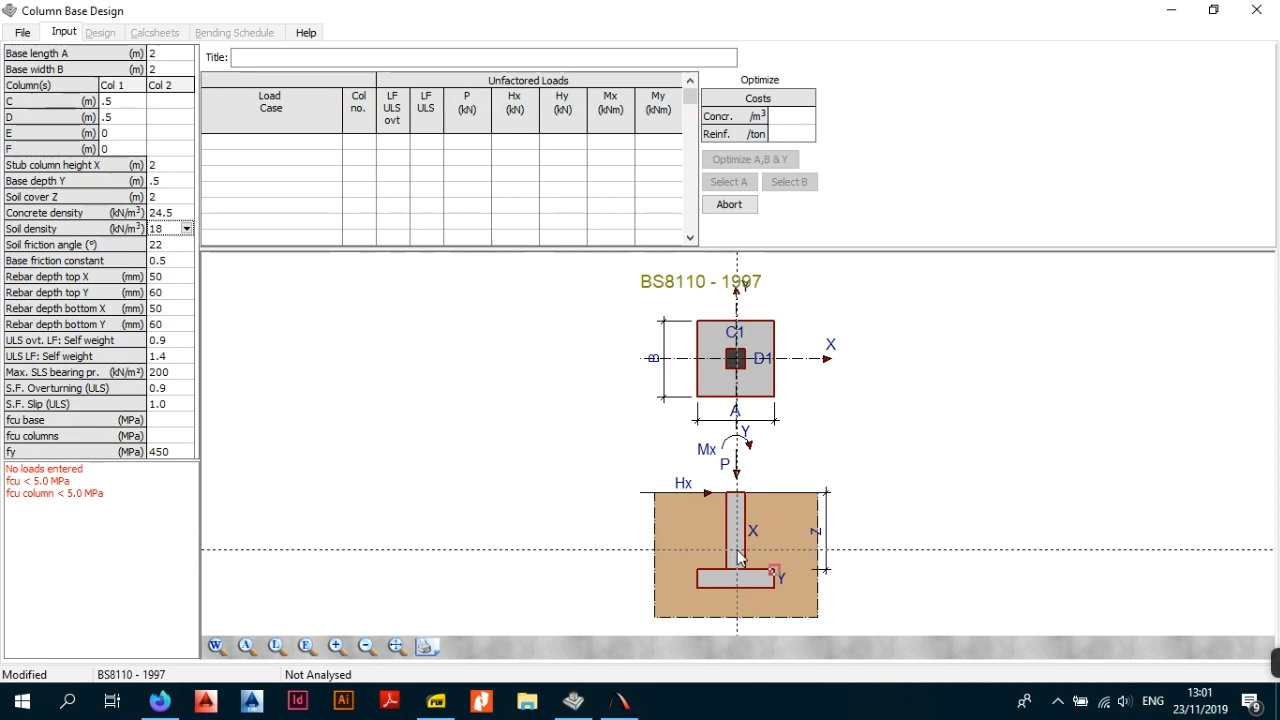 Column Base Design
File Input Design Calcsheets Bending Schedule Help
Base length A (m) 2
Base width B (m) 2
Column(s) Col 1 Col 2
C (m) .5
D (m) .5
E (m) 0
F (m) 0
Stub column height X (m) 2
Base depth Y (m) .5
Soil cover Z (m) 2
Concrete density (kN/m³) 24.5
Soil density (kN/m³) 18
Soil friction angle (°) 22
Base friction constant 0.5
Rebar depth top X (mm) 50
Rebar depth top Y (mm) 60
Rebar depth bottom X (mm) 50
Rebar depth bottom Y (mm) 60
ULS ovt. LF: Self weight 0.9
ULS LF: Self weight 1.4
Max. SLS bearing pr. (kN/m²) 200
S.F. Overturning (ULS) 0.9
S.F. Slip (ULS) 1.0
fcu base (MPa)
fcu columns (MPa)
fy (MPa) 450
No loads entered
fcu < 5.0 MPa
fcu column < 5.0 MPa
Title:
Unfactored Loads
Load Case
Col no.
LF ULS ovt
LF ULS
P (kN)
Hx (kN)
Hy (kN)
Mx (kNm)
My (kNm)
Optimize
Costs
Concr. /m³
Reinf. /ton
Optimize A,B & Y
Select A Select B
Abort
BS8110 - 1997
Y
C1
X
B
D1
A
Y
Mx
P
Hx
X
Z
Y
W A L E
Modified BS8110 - 1997 Not Analysed
Id Ai ENG
13:01
23/11/2019
9